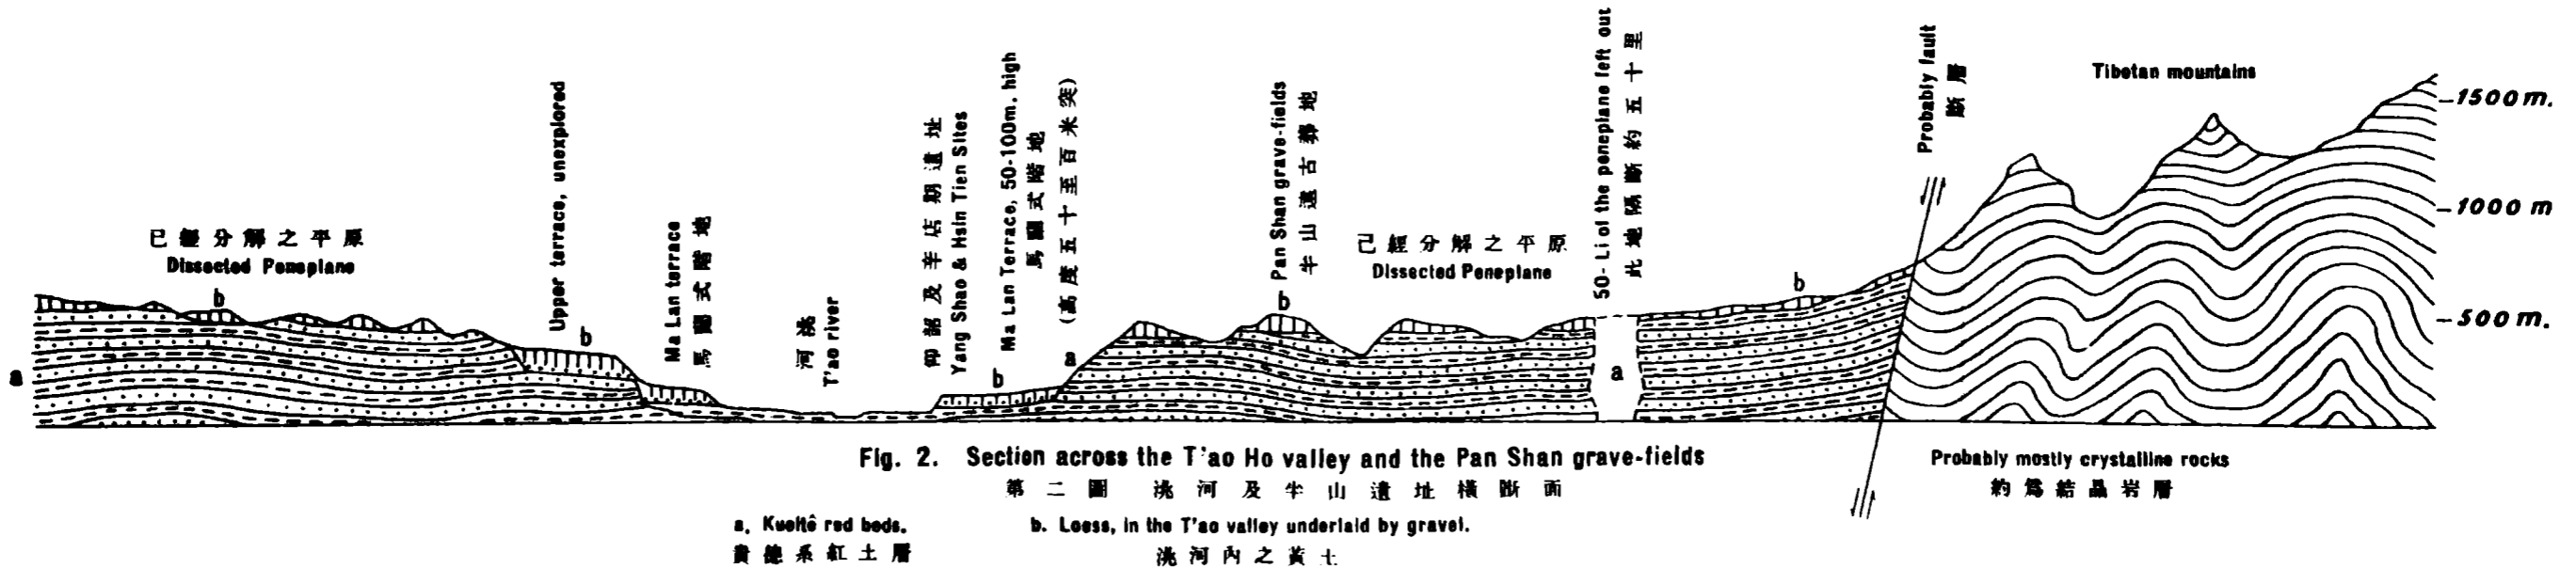 已經分解之平原
Dissected Peneplane
b
a
Upper terrace, unexplored
b
Ma Lan terrace
馬蘭式階地
洮河
T'ao river
仰韶及辛店期遺址
Yang Shao & Hsin Tien Sites
Ma Lan Terrace, 50-100m. high
馬蘭式階地
(高度五十至百米突)
b
a
Pan Shan grave-fields
半山邊古葬地
b
已經分解之平原
Dissected Peneplane
50-Li of the peneplane left out
此地隔斷約五十里
a
b
Probably fault
斷層
Tibetan mountains
1500m.
1000m
500m.
Fig. 2. Section across the T'ao Ho valley and the Pan Shan grave-fields
第二圖 洮河及半山遺址橫斷面
Probably mostly crystalline rocks
約為結晶岩層
a. Kueitê red beds.
貴德系紅土層
b. Loess, in the T'ao valley underlaid by gravel.
洮河內之黃土